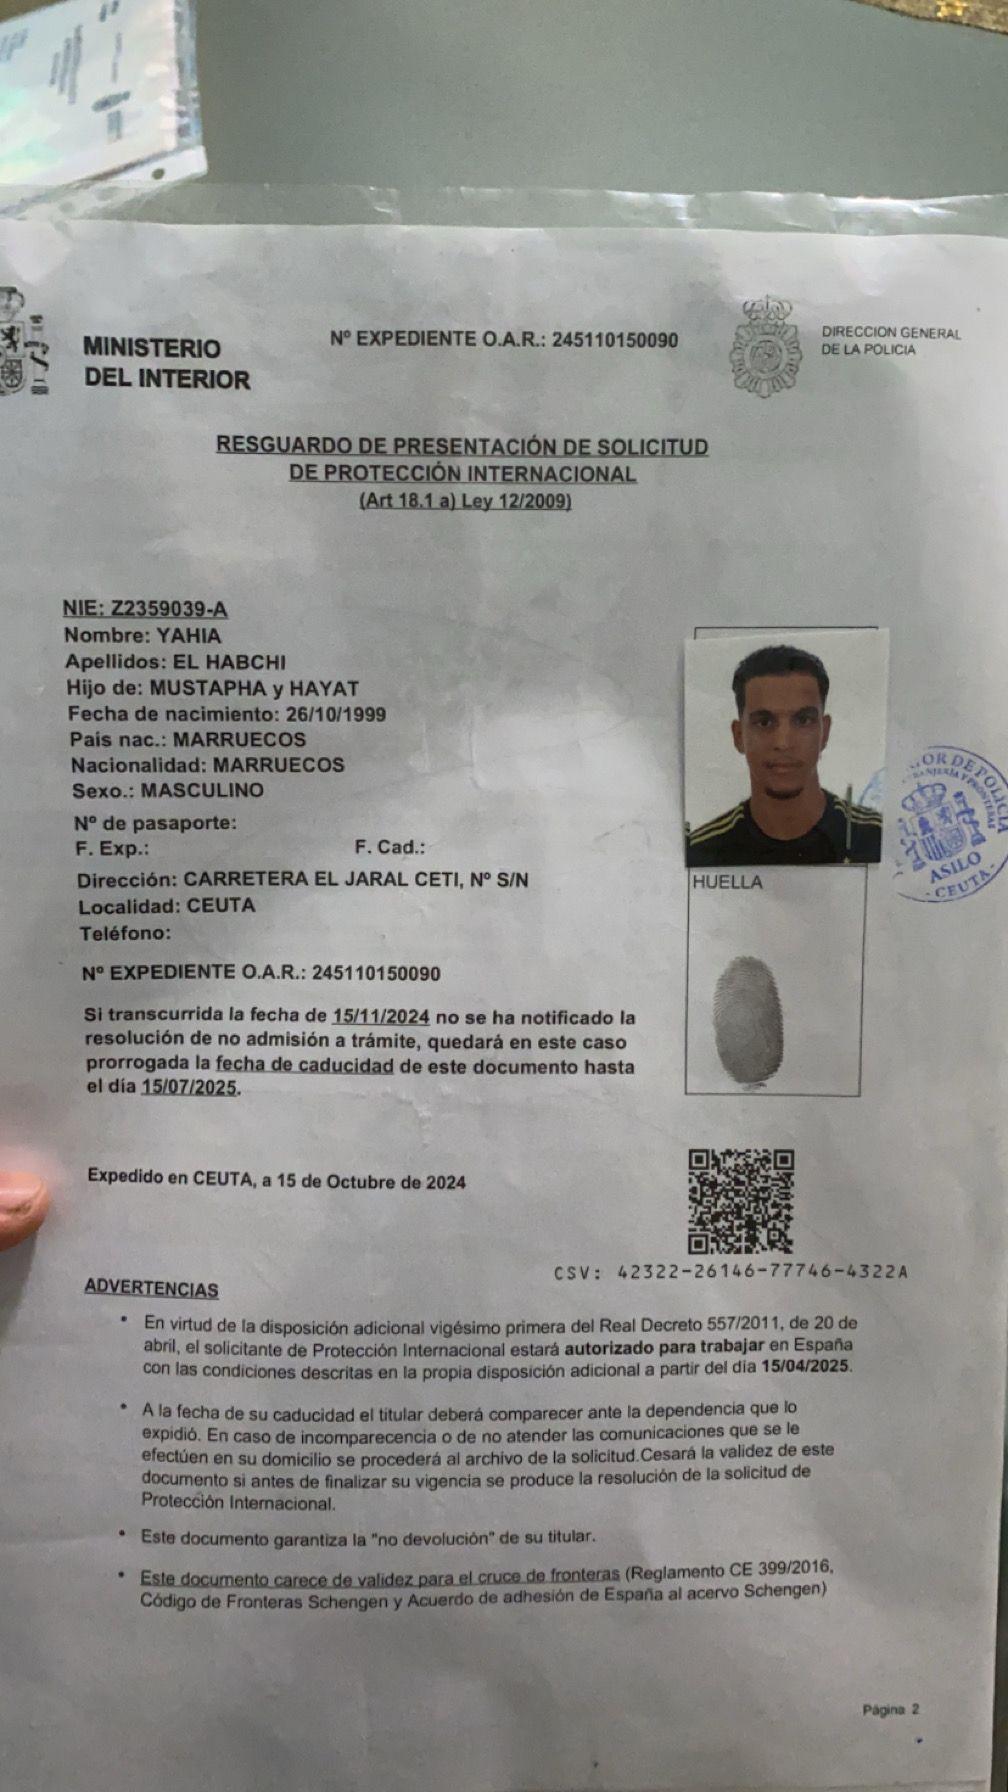 MINISTERIO
DEL INTERIOR
Nº EXPEDIENTE O.A.R.: 245110150090
DIRECCION GENERAL
DE LA POLICIA
RESGUARDO DE PRESENTACIÓN DE SOLICITUD
DE PROTECCIÓN INTERNACIONAL
(Art 18.1 a) Ley 12/2009)
NIE: Z2359039-A
Nombre: YAHIA
Apellidos: EL HABCHI
Hijo de: MUSTAPHA y HAYAT
Fecha de nacimiento: 26/10/1999
País nac.: MARRUECOS
Nacionalidad: MARRUECOS
Sexo.: MASCULINO
Nº de pasaporte:
F. Exp.: F. Cad.:
Dirección: CARRETERA EL JARAL CETI, Nº S/N
Localidad: CEUTA
Teléfono:
HUELLA
ASILO
- CEUTA -
Nº EXPEDIENTE O.A.R.: 245110150090
Si transcurrida la fecha de 15/11/2024 no se ha notificado la
resolución de no admisión a trámite, quedará en este caso
prorrogada la fecha de caducidad de este documento hasta
el día 15/07/2025.
Expedido en CEUTA, a 15 de Octubre de 2024
CSV: 42322-26146-77746-4322A
ADVERTENCIAS
• En virtud de la disposición adicional vigésimo primera del Real Decreto 557/2011, de 20 de
abril, el solicitante de Protección Internacional estará autorizado para trabajar en España
con las condiciones descritas en la propia disposición adicional a partir del día 15/04/2025.
• A la fecha de su caducidad el titular deberá comparecer ante la dependencia que lo
expidió. En caso de incomparecencia o de no atender las comunicaciones que se le
efectúen en su domicilio se procederá al archivo de la solicitud.Cesará la validez de este
documento si antes de finalizar su vigencia se produce la resolución de la solicitud de
Protección Internacional.
• Este documento garantiza la "no devolución" de su titular.
• Este documento carece de validez para el cruce de fronteras (Reglamento CE 399/2016,
Código de Fronteras Schengen y Acuerdo de adhesión de España al acervo Schengen)
Página 2